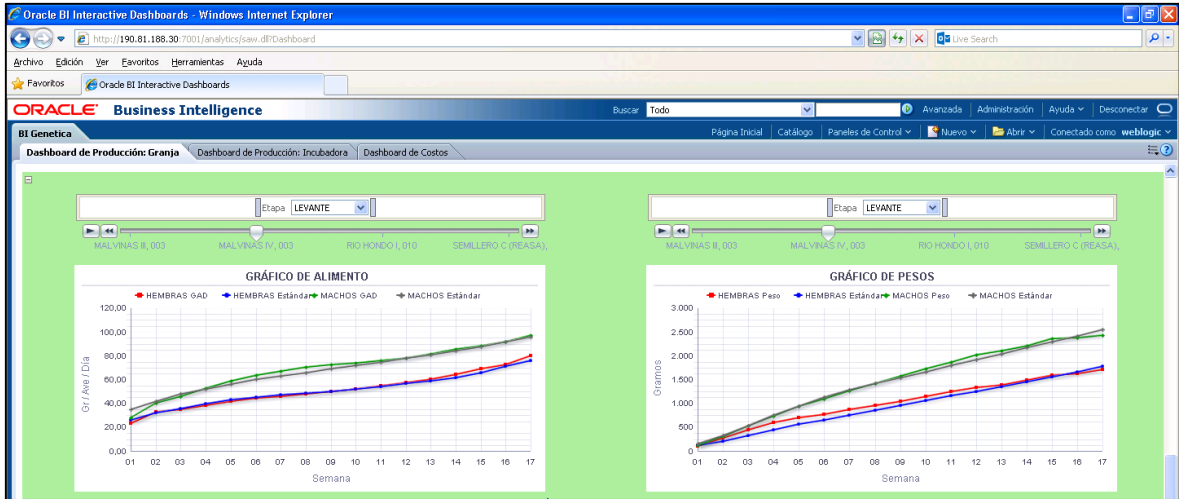 Oracle BI Interactive Dashboards - Windows Internet Explorer
http://190.81.188.30:7001/analytics/saw.dll?Dashboard
Live Search
Archivo Edición Ver Favoritos Herramientas Ayuda
Favoritos Oracle BI Interactive Dashboards
ORACLE Business Intelligence Buscar Todo Avanzada Administración Ayuda Desconectar
BI Genetica Página Inicial Catálogo Paneles de Control Nuevo Abrir Conectado como weblogic
Dashboard de Producción: Granja Dashboard de Producción: Incubadora Dashboard de Costos
Etapa LEVANTE
MALVINAS III, 003 MALVINAS IV, 003 RIO HONDO I, 010 SEMILLERO C (REASA),
GRÁFICO DE ALIMENTO
HEMBRAS GAD HEMBRAS Estándar MACHOS GAD MACHOS Estándar
120,00
100,00
80,00
60,00
40,00
20,00
0,00
Gr / Ave / Día
01 02 03 04 05 06 07 08 09 10 11 12 13 14 15 16 17
Semana
Etapa LEVANTE
MALVINAS III, 003 MALVINAS IV, 003 RIO HONDO I, 010 SEMILLERO C (REASA),
GRÁFICO DE PESOS
HEMBRAS Peso HEMBRAS Estándar MACHOS Peso MACHOS Estándar
3.000
2.500
2.000
1.500
1.000
500
0
Gramos
01 02 03 04 05 06 07 08 09 10 11 12 13 14 15 16 17
Semana